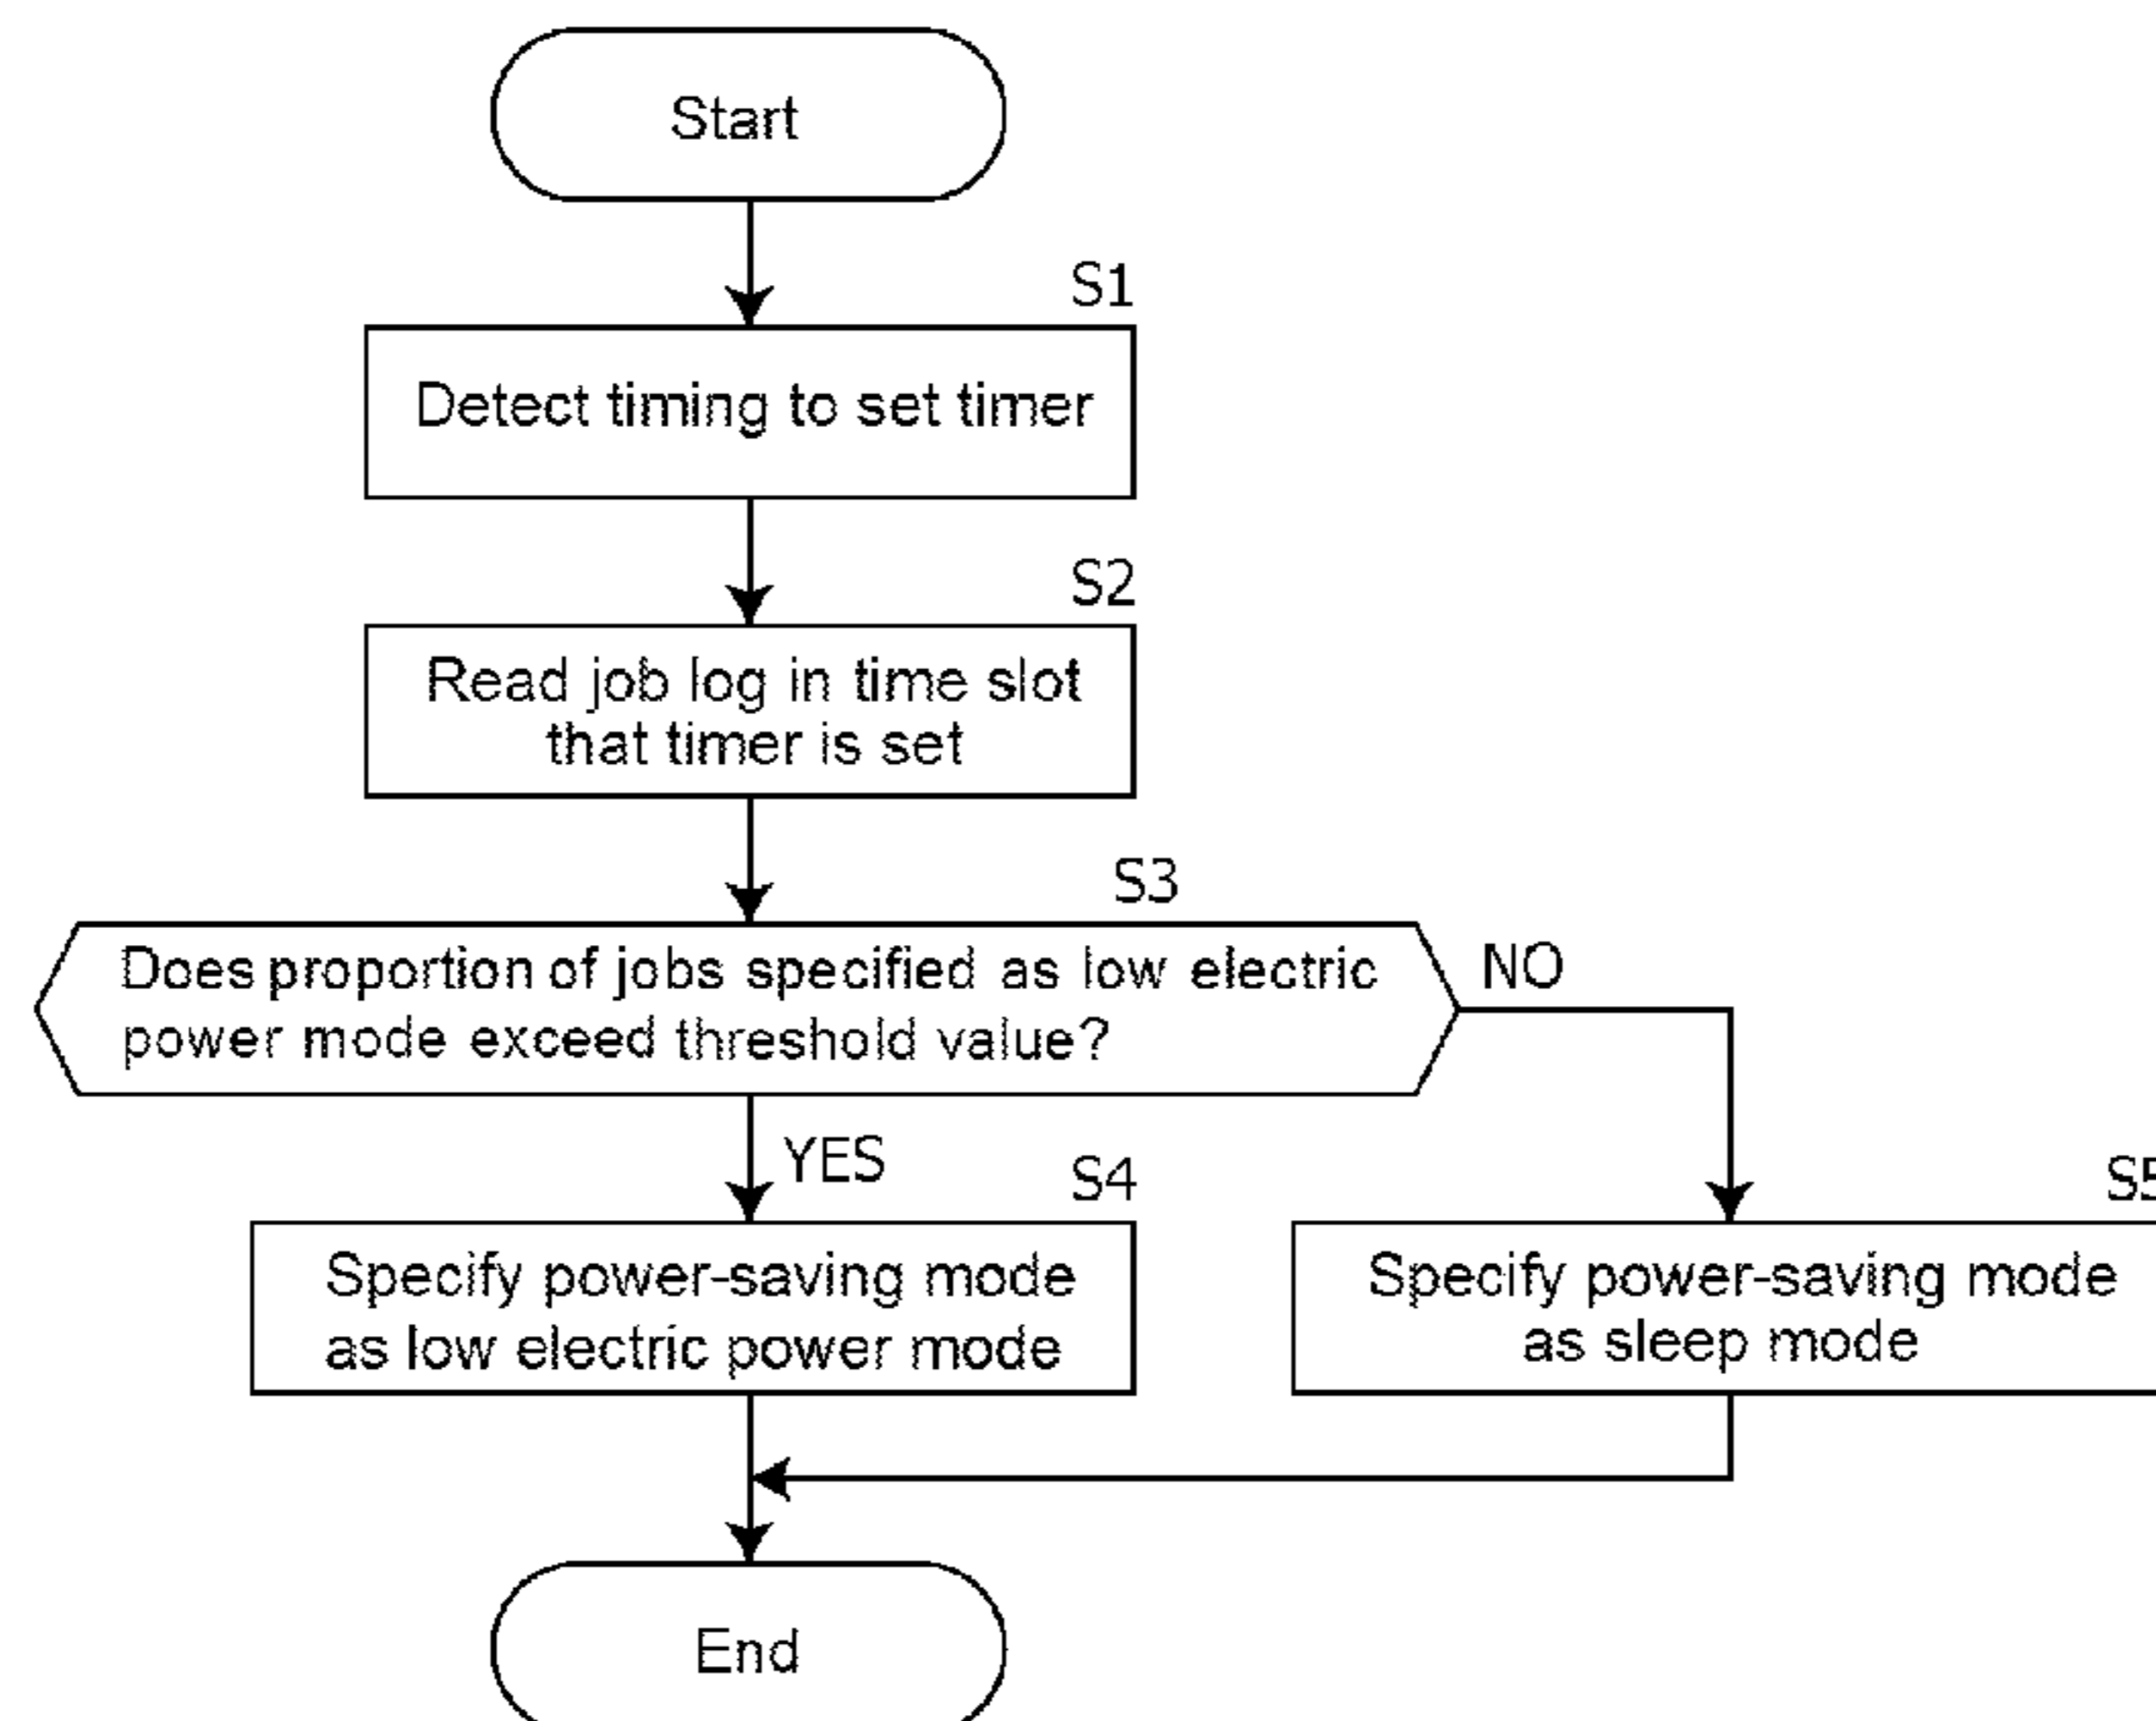 Start
S1
Detect timing to set timer
S2
Read job log in time slot
that timer is set
S3
Does proportion of jobs specified as low electric
power mode exceed threshold value?
NO
YES
S4
Specify power-saving mode
as low electric power mode
S5
Specify power-saving mode
as sleep mode
End